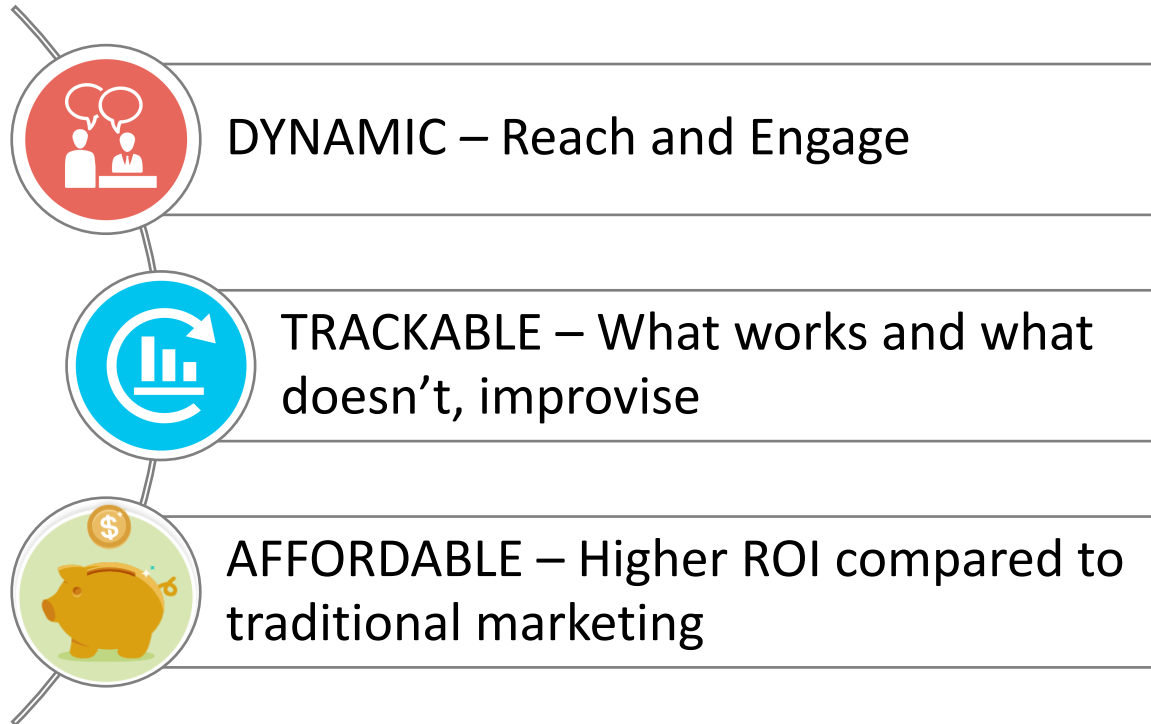 DYNAMIC – Reach and Engage
TRACKABLE – What works and what
doesn’t, improvise
$
AFFORDABLE – Higher ROI compared to
traditional marketing